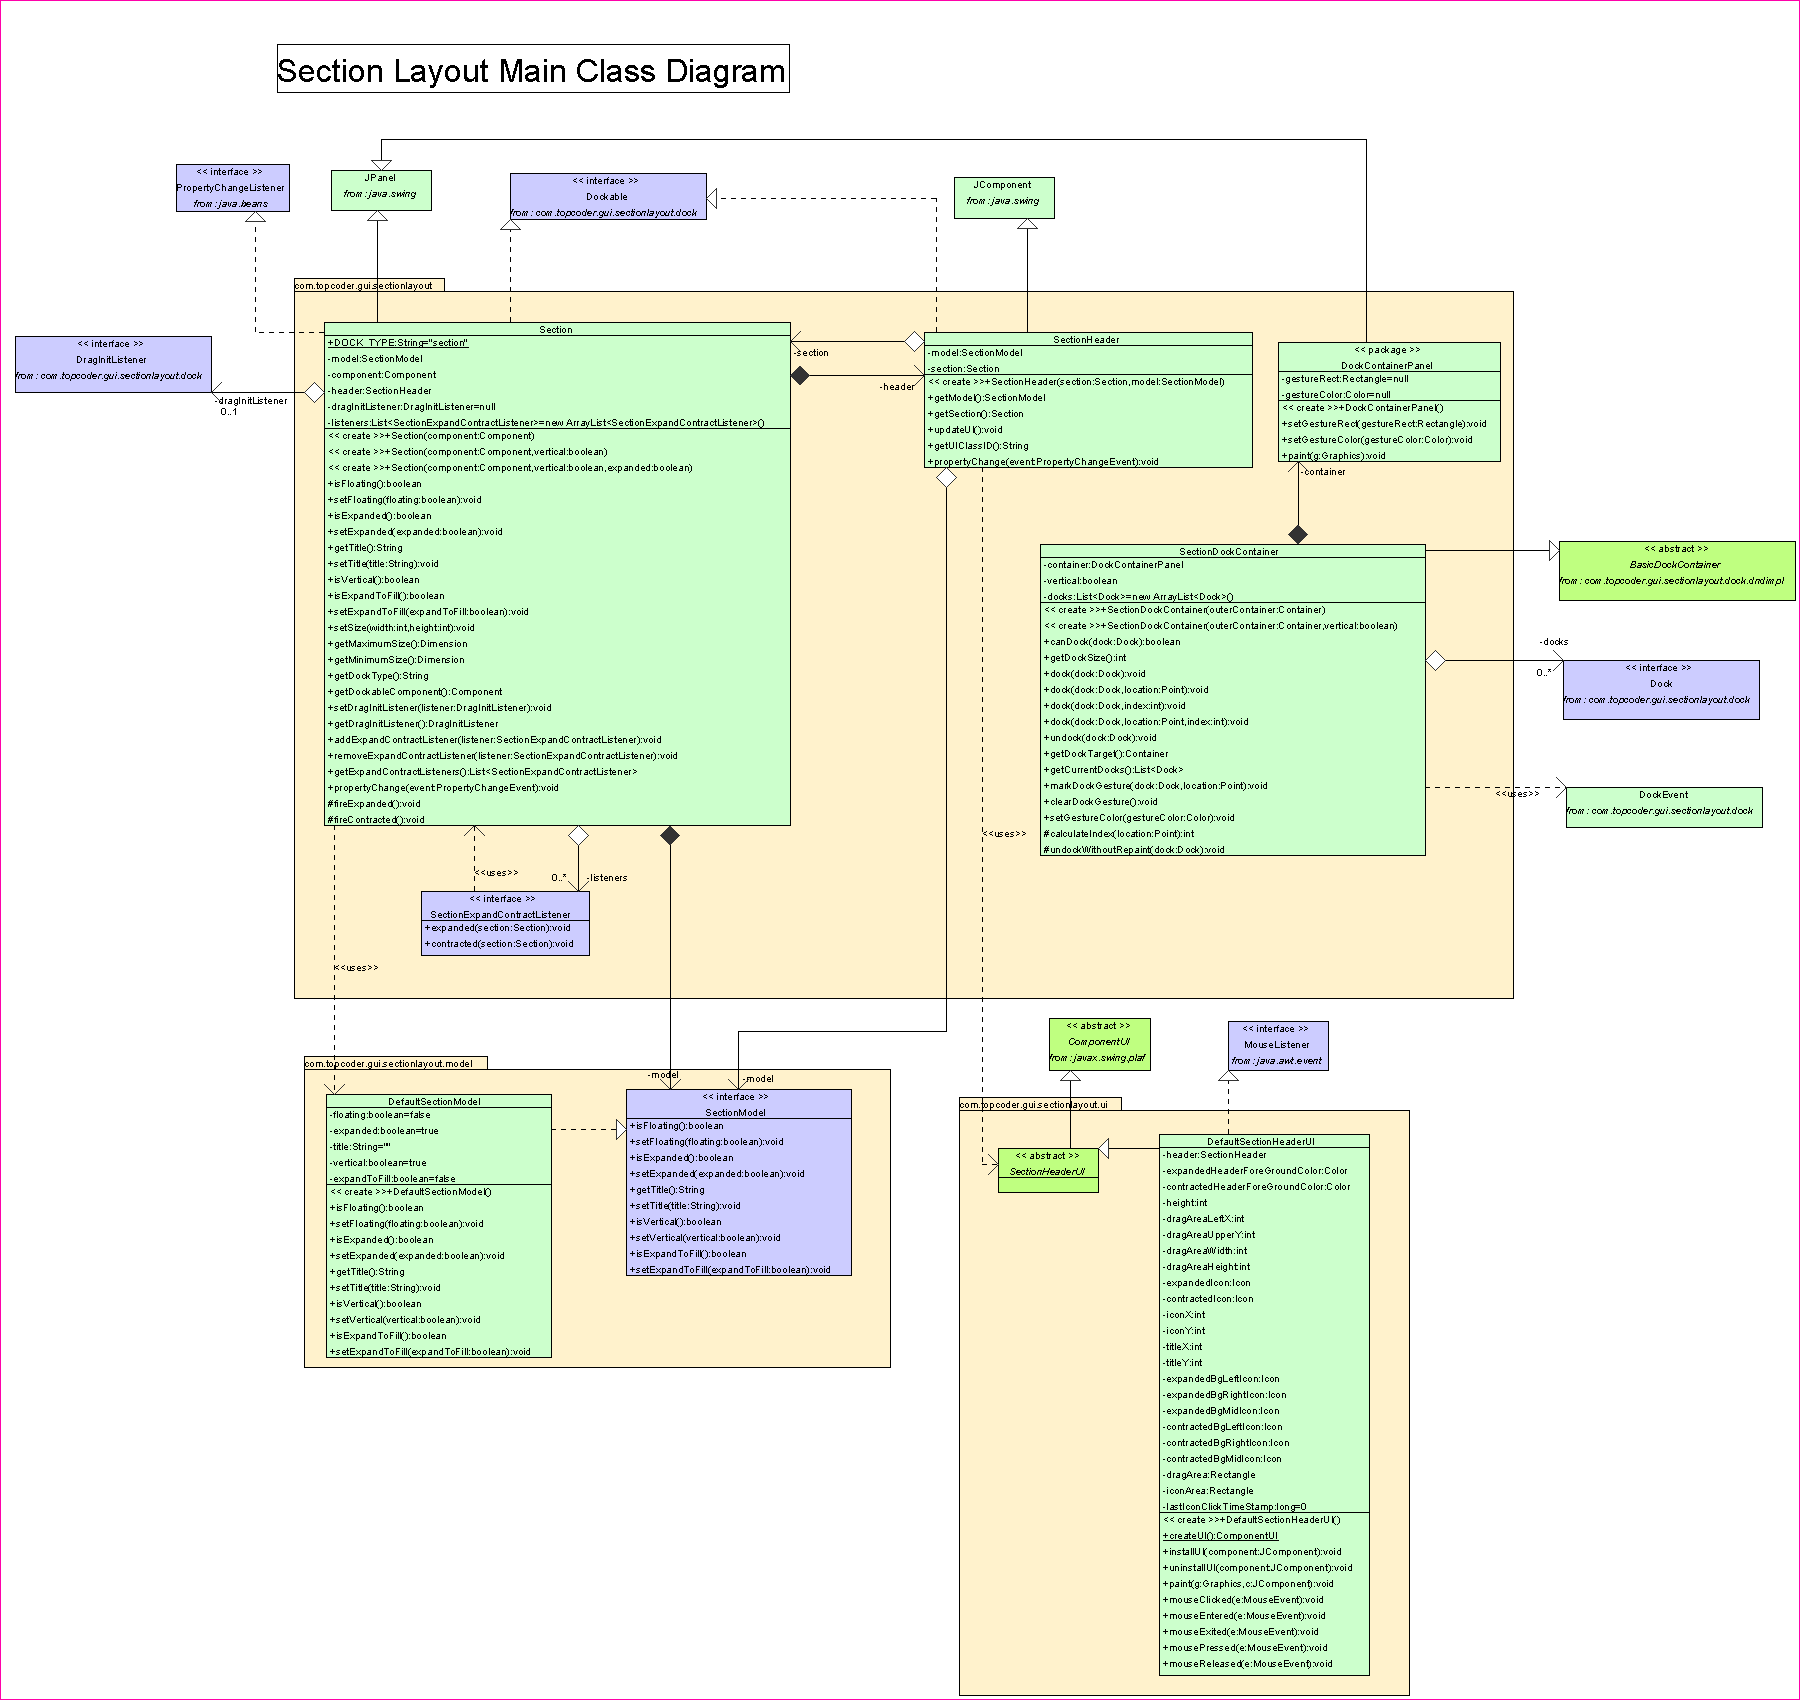 Section Layout Main Class Diagram
<< interface >>
PropertyChangeListener
from : java.beans
JPanel
from : java.swing
<< interface >>
Dockable
from : com.topcoder.gui.sectionlayout.dock
JComponent
from : java.swing
com.topcoder.gui.sectionlayout
<< interface >>
DragInitListener
from : com.topcoder.gui.sectionlayout.dock
-dragInitListener
0..1
Section
+DOCK_TYPE:String="section"
-model:SectionModel
-component:Component
-header:SectionHeader
-dragInitListener:DragInitListener=null
-listeners:List<SectionExpandContractListener>=new ArrayList<SectionExpandContractListener>()
<< create >>+Section(component:Component)
<< create >>+Section(component:Component,vertical:boolean)
<< create >>+Section(component:Component,vertical:boolean,expanded:boolean)
+isFloating():boolean
+setFloating(floating:boolean):void
+isExpanded():boolean
+setExpanded(expanded:boolean):void
+getTitle():String
+setTitle(title:String):void
+isVertical():boolean
+isExpandToFill():boolean
+setExpandToFill(expandToFill:boolean):void
+setSize(width:int,height:int):void
+getMaximumSize():Dimension
+getMinimumSize():Dimension
+getDockType():String
+getDockableComponent():Component
+setDragInitListener(listener:DragInitListener):void
+getDragInitListener():DragInitListener
+addExpandContractListener(listener:SectionExpandContractListener):void
+removeExpandContractListener(listener:SectionExpandContractListener):void
+getExpandContractListeners():List<SectionExpandContractListener>
+propertyChange(event:PropertyChangeEvent):void
#fireExpanded():void
#fireContracted():void
-section
-header
SectionHeader
-model:SectionModel
-section:Section
<< create >>+SectionHeader(section:Section,model:SectionModel)
+getModel():SectionModel
+getSection():Section
+updateUI():void
+getUIClassID():String
+propertyChange(event:PropertyChangeEvent):void
<< package >>
DockContainerPanel
-gestureRect:Rectangle=null
-gestureColor:Color=null
<< create >>+DockContainerPanel()
+setGestureRect(gestureRect:Rectangle):void
+setGestureColor(gestureColor:Color):void
+paint(g:Graphics):void
-container
SectionDockContainer
-container:DockContainerPanel
-vertical:boolean
-docks:List<Dock>=new ArrayList<Dock>()
<< create >>+SectionDockContainer(outerContainer:Container)
<< create >>+SectionDockContainer(outerContainer:Container,vertical:boolean)
+canDock(dock:Dock):boolean
+getDockSize():int
+dock(dock:Dock):void
+dock(dock:Dock,location:Point):void
+dock(dock:Dock,index:int):void
+dock(dock:Dock,location:Point,index:int):void
+undock(dock:Dock):void
+getDockTarget():Container
+getCurrentDocks():List<Dock>
+markDockGesture(dock:Dock,location:Point):void
+clearDockGesture():void
+setGestureColor(gestureColor:Color):void
#calculateIndex(location:Point):int
#undockWithoutRepaint(dock:Dock):void
<< abstract >>
BasicDockContainer
from : com.topcoder.gui.sectionlayout.dock.dndimpl
-docks
0..*
<< interface >>
Dock
from : com.topcoder.gui.sectionlayout.dock
<<uses>>
DockEvent
from : com.topcoder.gui.sectionlayout.dock
<<uses>>
<<uses>>
0..*
-listeners
<< interface >>
SectionExpandContractListener
+expanded(section:Section):void
+contracted(section:Section):void
<<uses>>
com.topcoder.gui.sectionlayout.model
-model
-model
DefaultSectionModel
-floating:boolean=false
-expanded:boolean=true
-title:String=""
-vertical:boolean=true
-expandToFill:boolean=false
<< create >>+DefaultSectionModel()
+isFloating():boolean
+setFloating(floating:boolean):void
+isExpanded():boolean
+setExpanded(expanded:boolean):void
+getTitle():String
+setTitle(title:String):void
+isVertical():boolean
+setVertical(vertical:boolean):void
+isExpandToFill():boolean
+setExpandToFill(expandToFill:boolean):void
<< interface >>
SectionModel
+isFloating():boolean
+setFloating(floating:boolean):void
+isExpanded():boolean
+setExpanded(expanded:boolean):void
+getTitle():String
+setTitle(title:String):void
+isVertical():boolean
+setVertical(vertical:boolean):void
+isExpandToFill():boolean
+setExpandToFill(expandToFill:boolean):void
<< abstract >>
ComponentUI
from : javax.swing.plaf
<< interface >>
MouseListener
from : java.awt.event
com.topcoder.gui.sectionlayout.ui
<< abstract >>
SectionHeaderUI
DefaultSectionHeaderUI
-header:SectionHeader
-expandedHeaderForeGroundColor:Color
-contractedHeaderForeGroundColor:Color
-height:int
-dragAreaLeftX:int
-dragAreaUpperY:int
-dragAreaWidth:int
-dragAreaHeight:int
-expandedIcon:Icon
-contractedIcon:Icon
-iconX:int
-iconY:int
-titleX:int
-titleY:int
-expandedBgLeftIcon:Icon
-expandedBgRightIcon:Icon
-expandedBgMidIcon:Icon
-contractedBgLeftIcon:Icon
-contractedBgRightIcon:Icon
-contractedBgMidIcon:Icon
-dragArea:Rectangle
-iconArea:Rectangle
-lastIconClickTimeStamp:long=0
<< create >>+DefaultSectionHeaderUI()
+createUI():ComponentUI
+installUI(component:JComponent):void
+uninstallUI(component:JComponent):void
+paint(g:Graphics,c:JComponent):void
+mouseClicked(e:MouseEvent):void
+mouseEntered(e:MouseEvent):void
+mouseExited(e:MouseEvent):void
+mousePressed(e:MouseEvent):void
+mouseReleased(e:MouseEvent):void